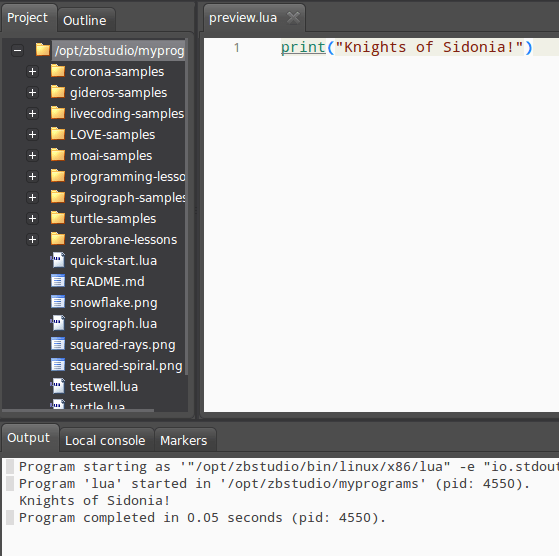 Project
Outline
/opt/zbstudio/myprog
corona-samples
gideros-samples
livecoding-samples
LOVE-samples
moai-samples
programming-lesso
spirograph-samples
turtle-samples
zerobrane-lessons
quick-start.lua
README.md
snowflake.png
spirograph.lua
squared-rays.png
squared-spiral.png
testwell.lua
turtle.lua
preview.lua
1 print("Knights of Sidonia!")
Output
Local console
Markers
Program starting as '"/opt/zbstudio/bin/linux/x86/lua" -e "io.stdout
Program 'lua' started in '/opt/zbstudio/myprograms' (pid: 4550).
Knights of Sidonia!
Program completed in 0.05 seconds (pid: 4550).